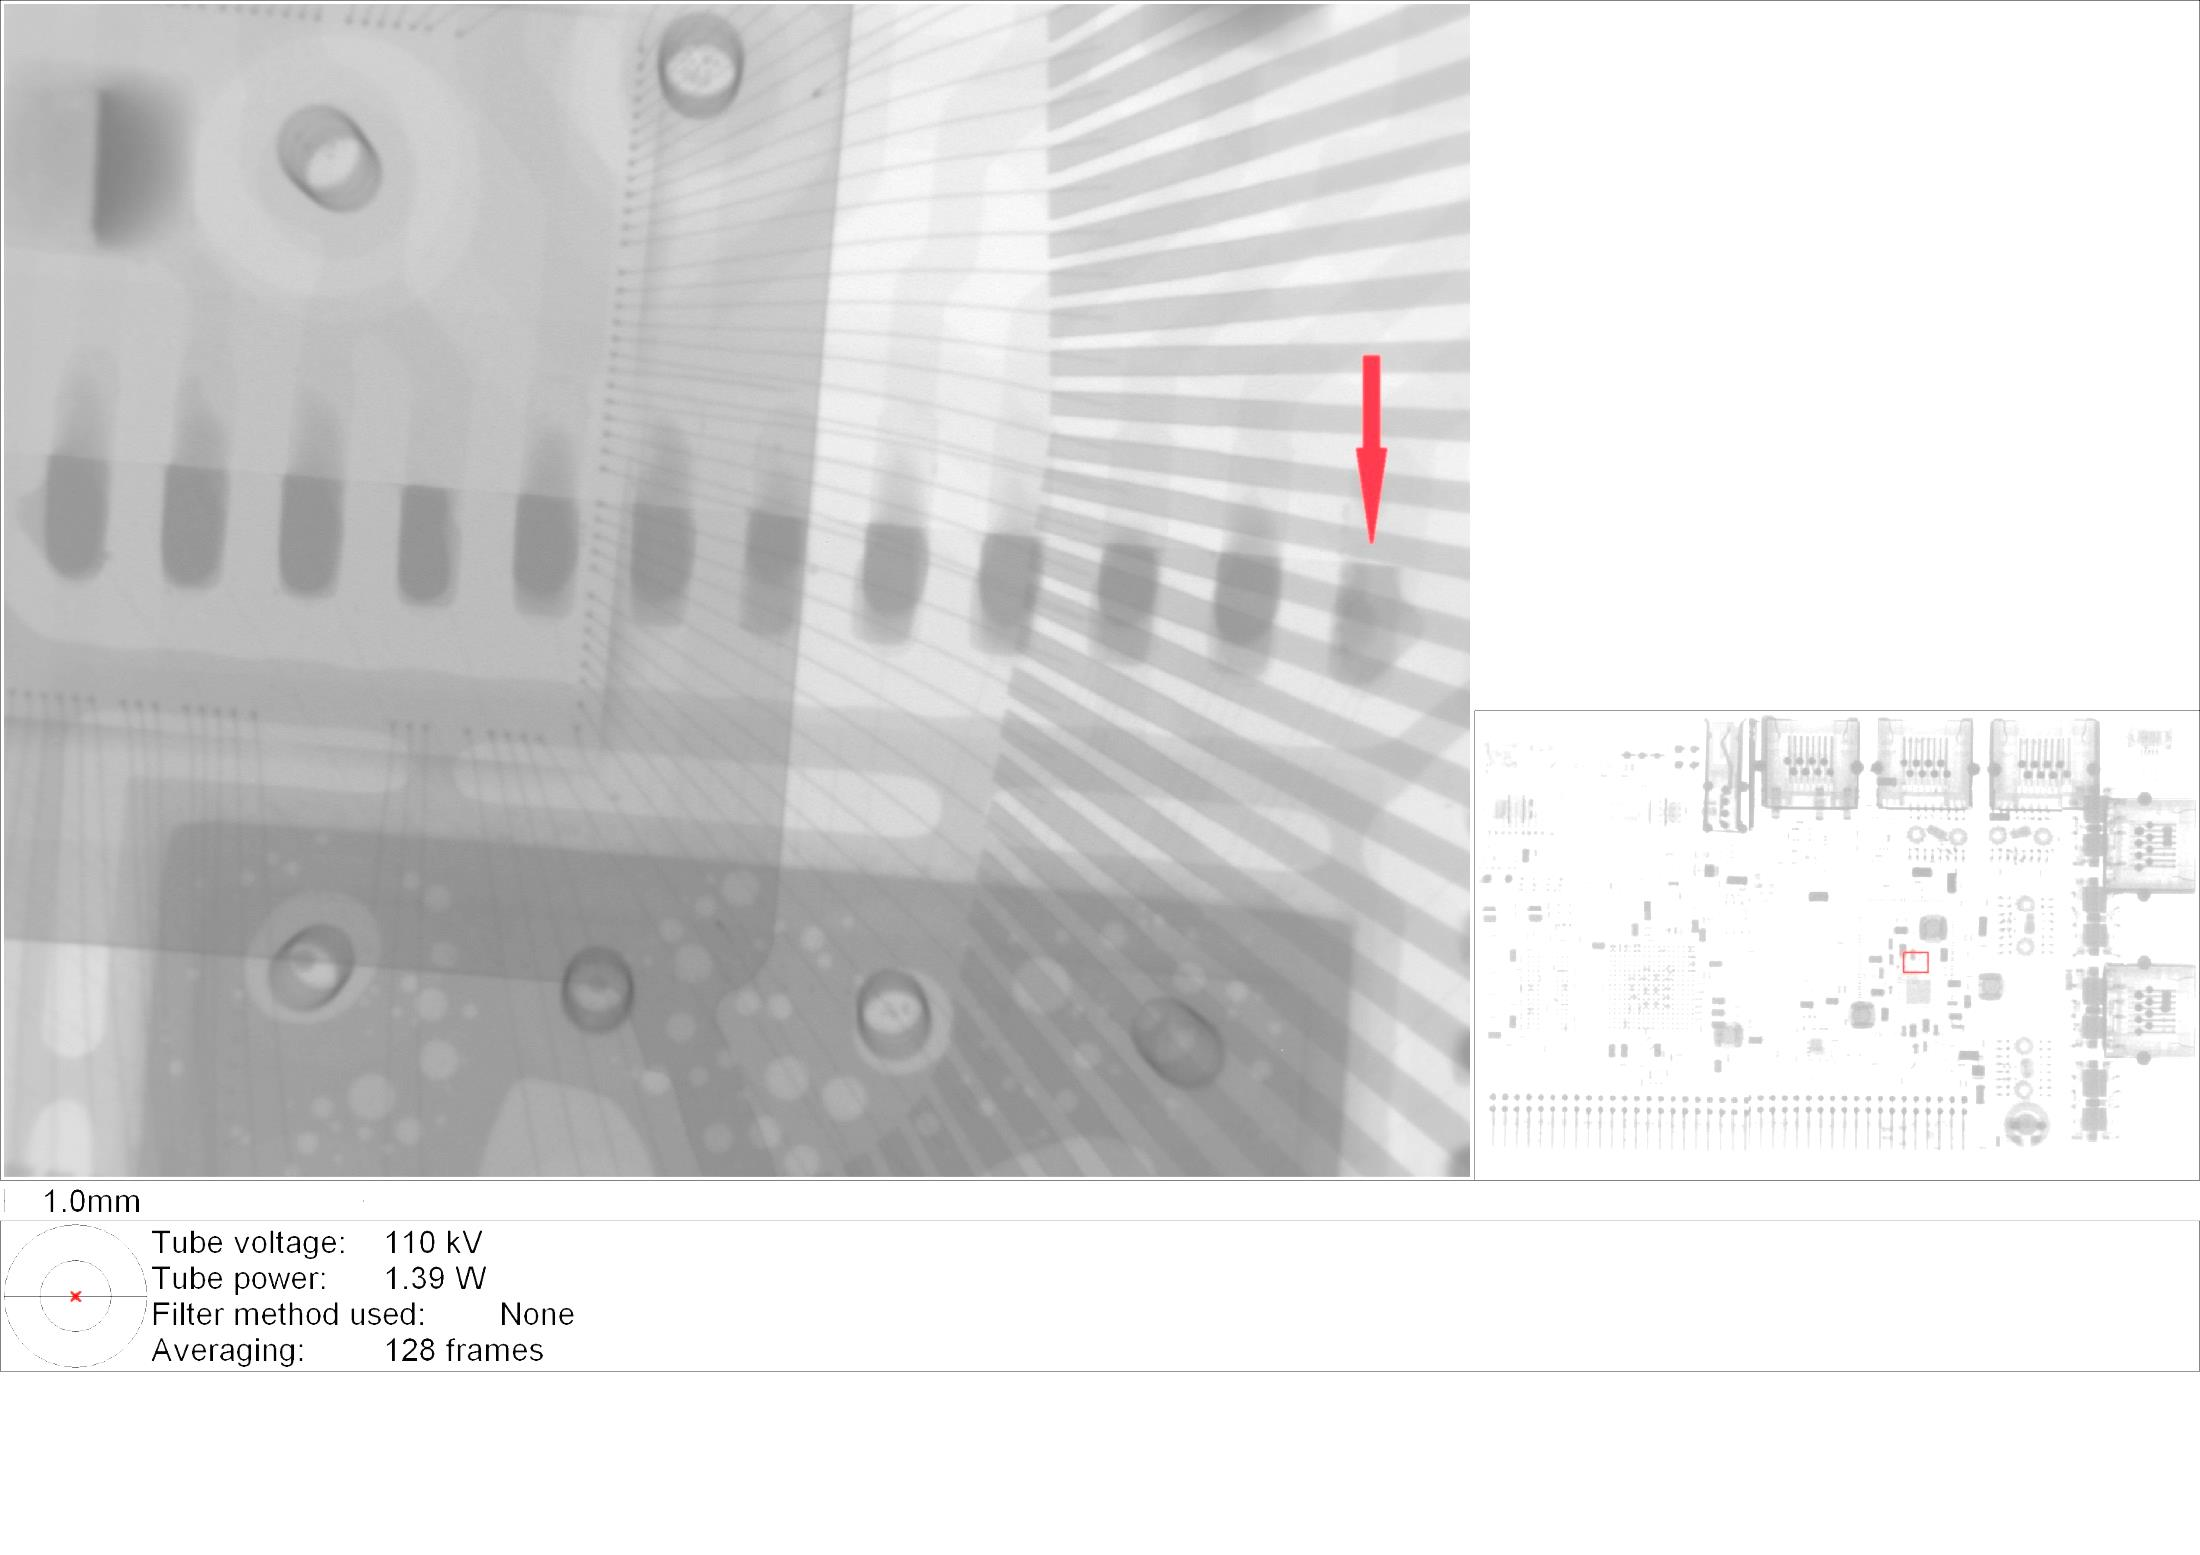 1.0mm
Tube voltage: 110 kV
Tube power: 1.39 W
Filter method used: None
Averaging: 128 frames